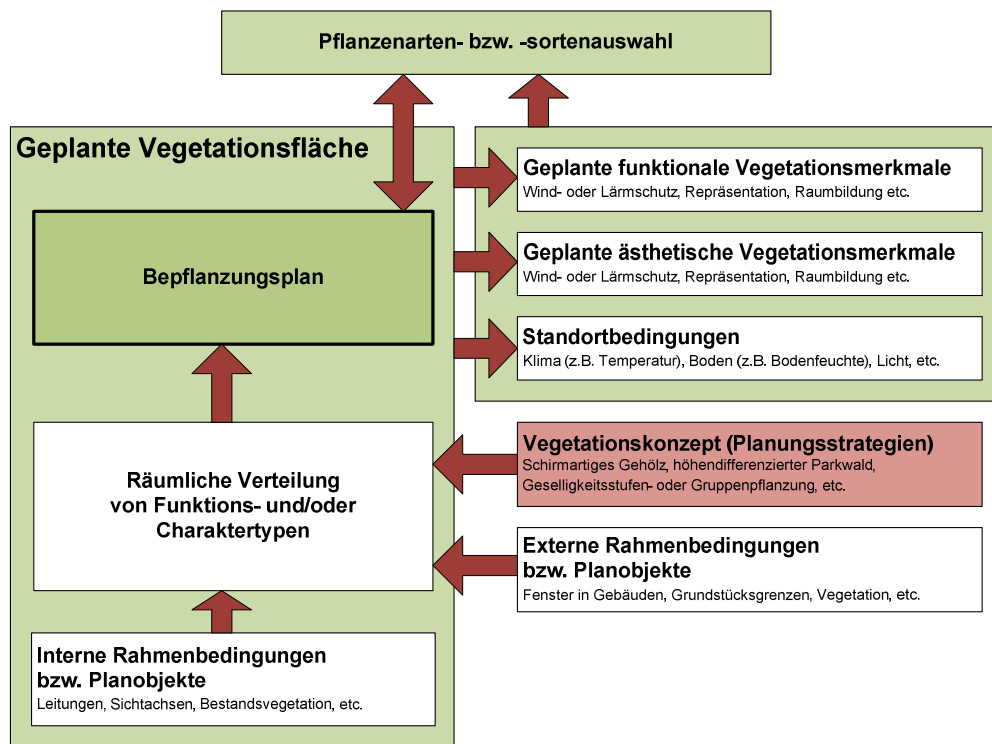 Pflanzenarten- bzw. -sortenauswahl
Geplante Vegetationsfläche
Bepflanzungsplan
Räumliche Verteilung
von Funktions- und/oder
Charaktertypen
Interne Rahmenbedingungen
bzw. Planobjekte
Leitungen, Sichtachsen, Bestandsvegetation, etc.
Geplante funktionale Vegetationsmerkmale
Wind- oder Lärmschutz, Repräsentation, Raumbildung etc.
Geplante ästhetische Vegetationsmerkmale
Wind- oder Lärmschutz, Repräsentation, Raumbildung etc.
Standortbedingungen
Klima (z.B. Temperatur), Boden (z.B. Bodenfeuchte), Licht, etc.
Vegetationskonzept (Planungsstrategien)
Schirmartiges Gehölz, höhendifferenzierter Parkwald,
Geselligkeitsstufen- oder Gruppenpflanzung, etc.
Externe Rahmenbedingungen
bzw. Planobjekte
Fenster in Gebäuden, Grundstücksgrenzen, Vegetation, etc.